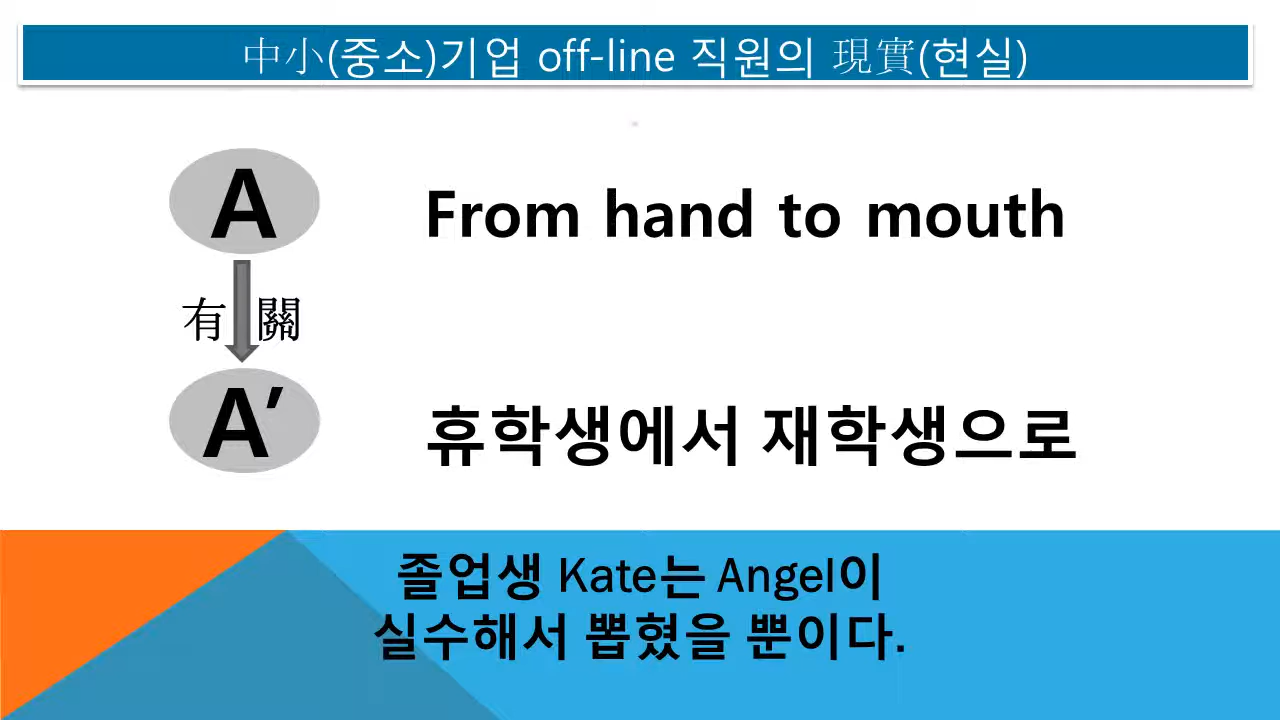 中小(중소)기업 off-line 직원의 現實(현실)
A
From hand to mouth
有 關
A′
휴학생에서 재학생으로
졸업생 Kate는 Angel이
실수해서 뽑혔을 뿐이다.